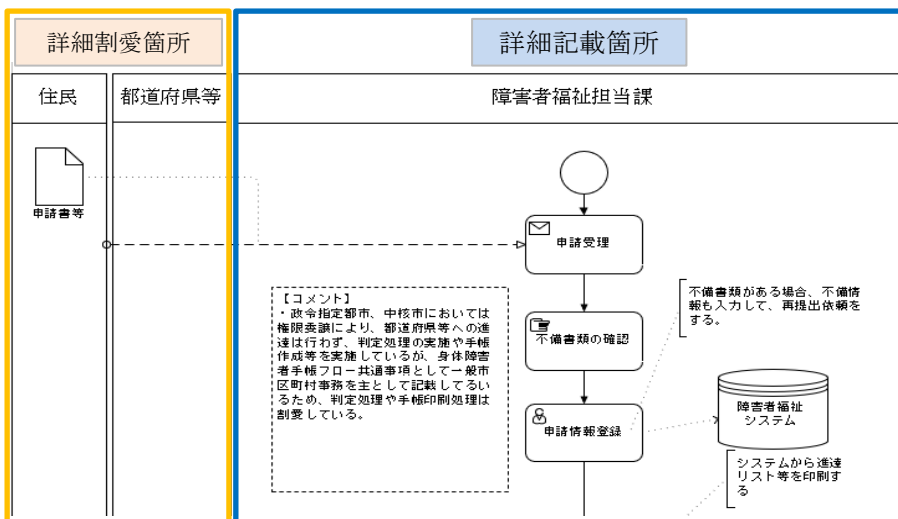 詳細割愛箇所
詳細記載箇所
住民
都道府県等
障害者福祉担当課
申請書等
申請受理
【コメント】
・政令指定都市、中核市においては
権限委譲により、都道府県等への進
達は行わず、判定処理の実施や手帳
作成等を実施しているが、身体障害
者手帳フロー共通事項として一般市
区町村事務を主として記載してるい
るため、判定処理や手帳印刷処理は
割愛している。
不備書類の確認
不備書類がある場合、不備情
報も入力して、再提出依頼を
する。
申請情報登録
障害者福祉
システム
システムから進達
リスト等を印刷す
る